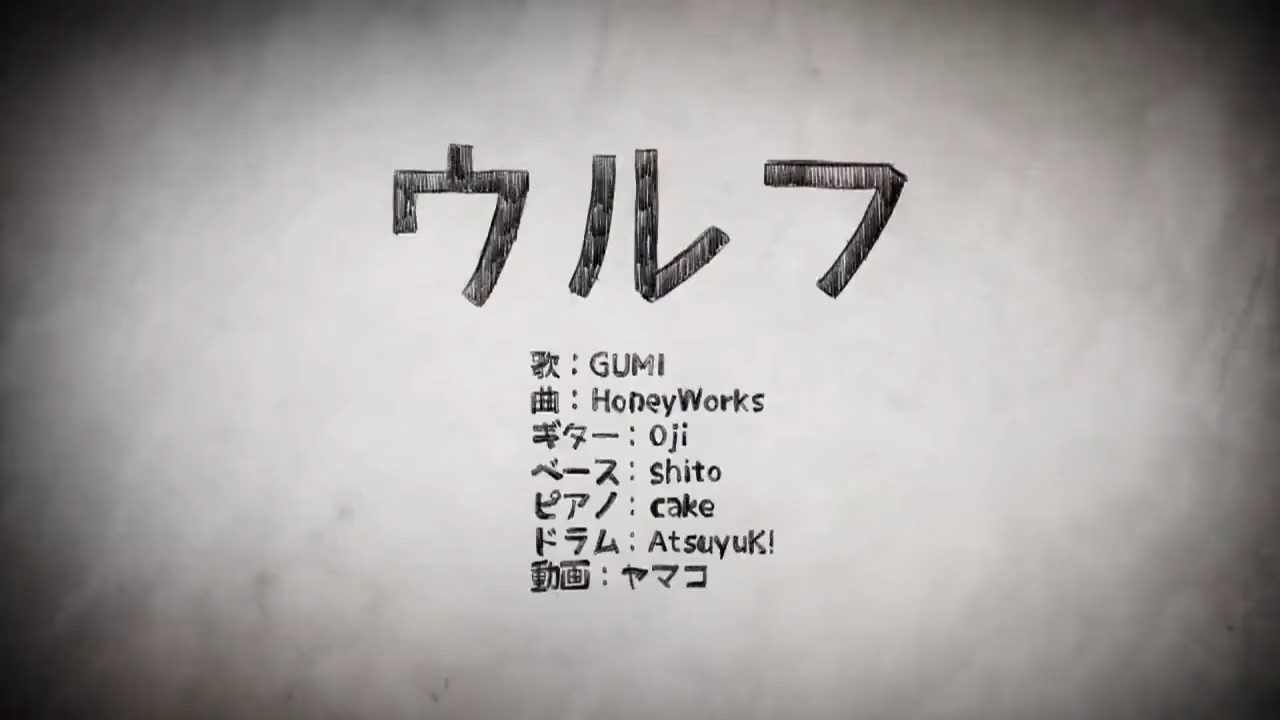 ウルフ
歌：GUMI
曲：HoneyWorks
ギター：Oji
ベース：shito
ピアノ：cake
ドラム：AtsuyuK!
動画：ヤマコ